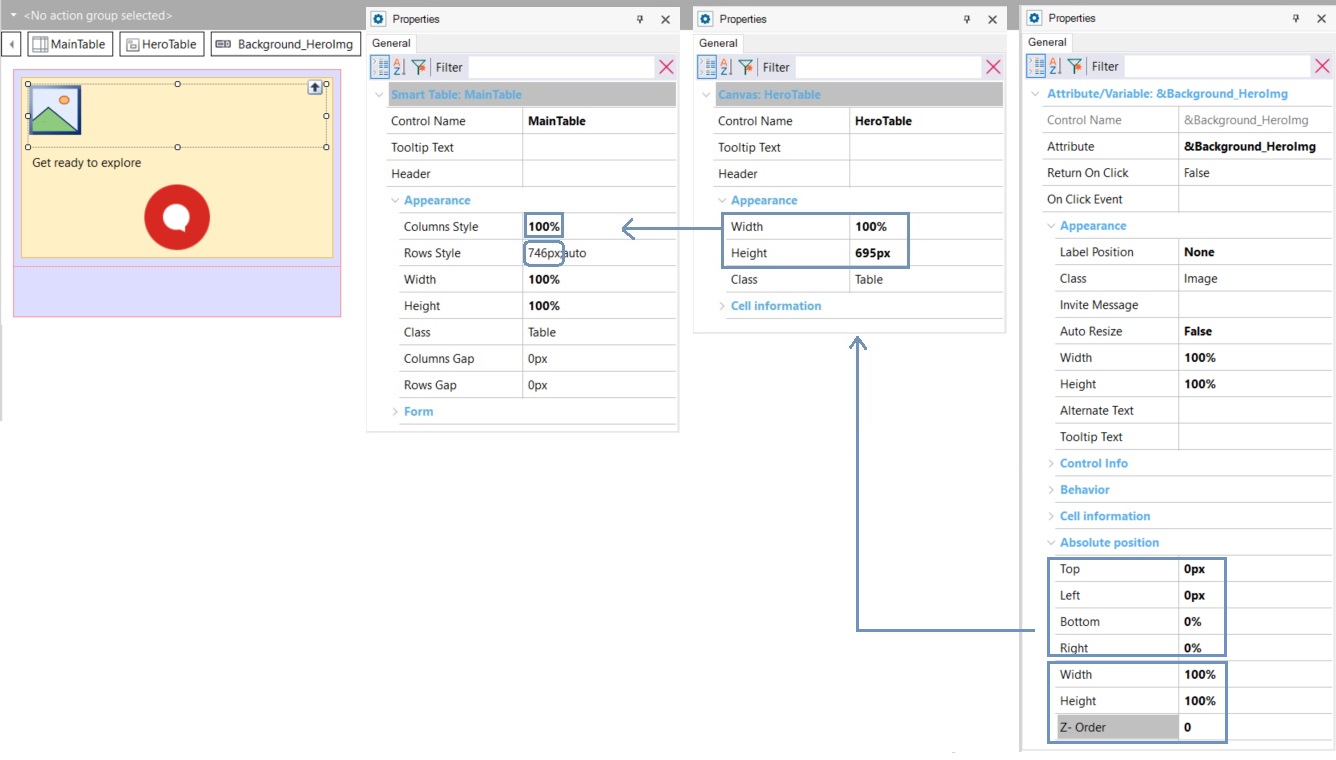 <No action group selected>
MainTable
HeroTable
Background_HeroImg
Get ready to explore
Properties
General
Filter
Smart Table: MainTable
Control Name MainTable
Tooltip Text
Header
Appearance
Columns Style 100%
Rows Style 746px;auto
Width 100%
Height 100%
Class Table
Columns Gap 0px
Rows Gap 0px
Form
Properties
General
Filter
Canvas: HeroTable
Control Name HeroTable
Tooltip Text
Header
Appearance
Width 100%
Height 695px
Class Table
Cell information
Properties
General
Filter
Attribute/Variable: &Background_HeroImg
Control Name &Background_HeroImg
Attribute &Background_HeroImg
Return On Click False
On Click Event
Appearance
Label Position None
Class Image
Invite Message
Auto Resize False
Width 100%
Height 100%
Alternate Text
Tooltip Text
Control Info
Behavior
Cell information
Absolute position
Top 0px
Left 0px
Bottom 0%
Right 0%
Width 100%
Height 100%
Z- Order 0